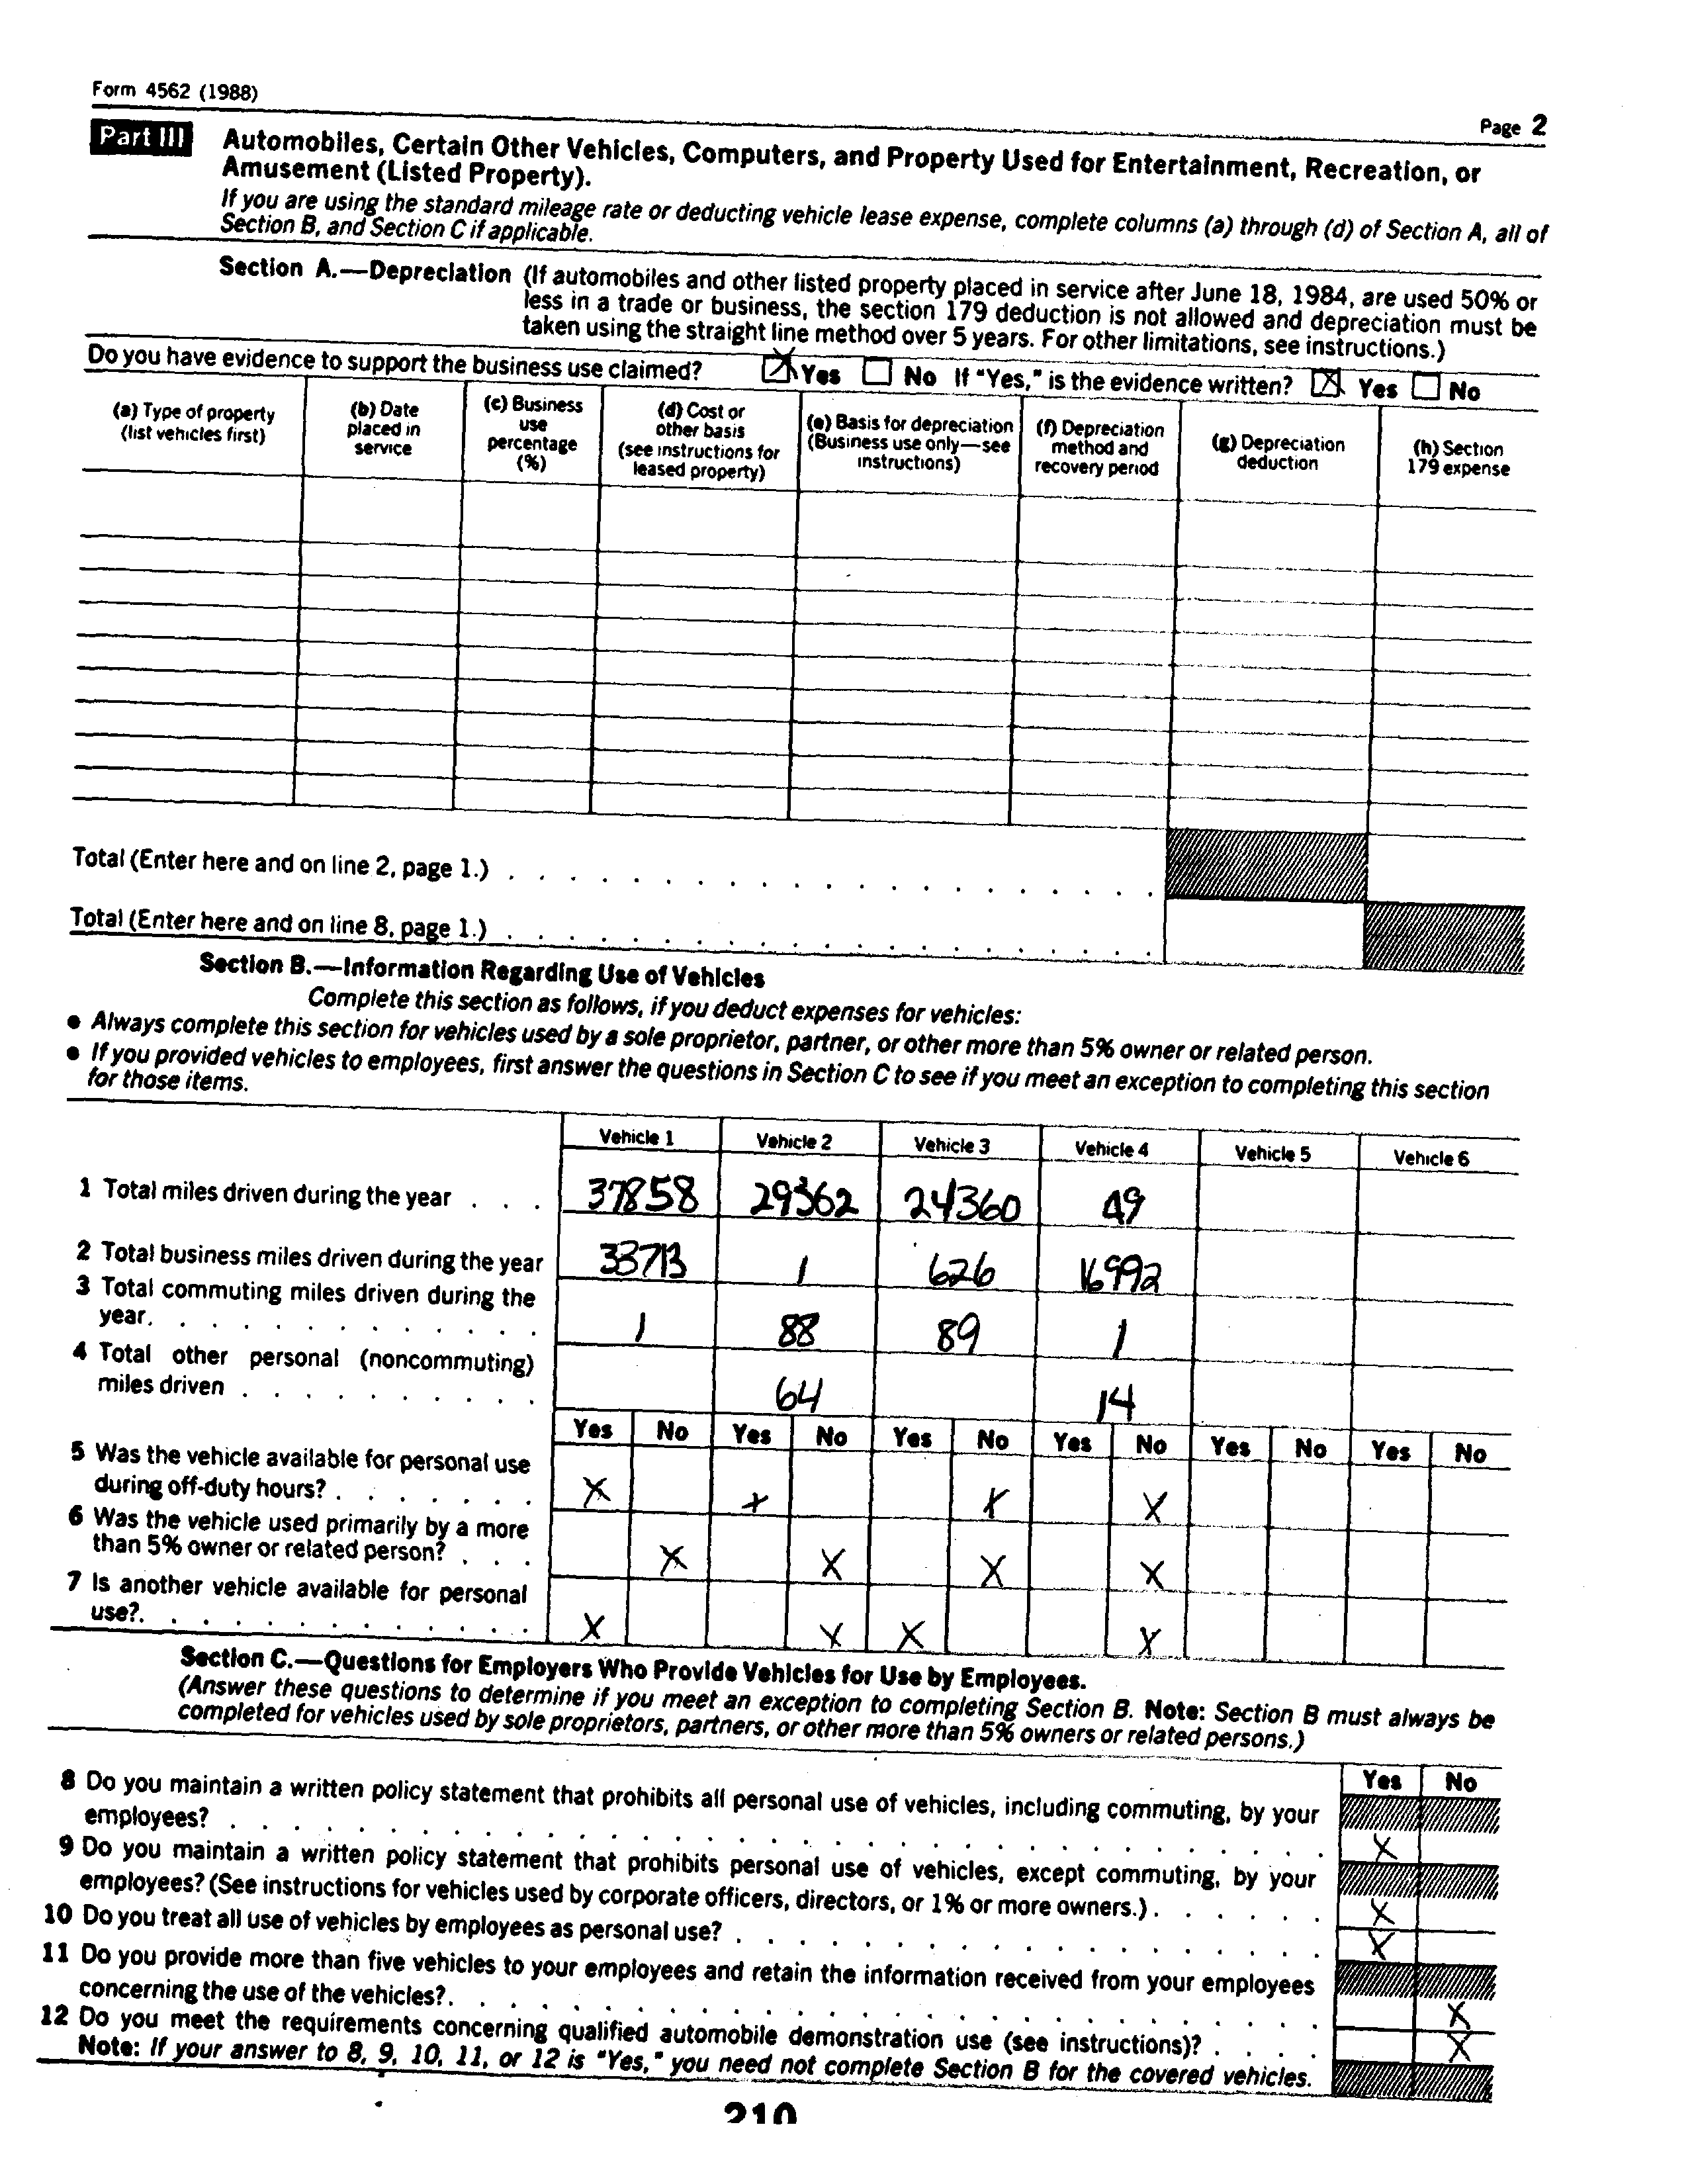 Form 4562 (1988)
Page 2
Part III Automobiles, Certain Other Vehicles, Computers, and Property Used for Entertainment, Recreation, or
Amusement (Listed Property).
If you are using the standard mileage rate or deducting vehicle lease expense, complete columns (a) through (d) of Section A, all of
Section B, and Section C if applicable.
Section A.—Depreciation (If automobiles and other listed property placed in service after June 18, 1984, are used 50% or
less in a trade or business, the section 179 deduction is not allowed and depreciation must be
taken using the straight line method over 5 years. For other limitations, see instructions.)
Do you have evidence to support the business use claimed? X Yes No If "Yes," is the evidence written? X Yes No
(a) Type of property
(list vehicles first)
(b) Date
placed in
service
(c) Business
use
percentage
(%)
(d) Cost or
other basis
(see instructions for
leased property)
(e) Basis for depreciation
(Business use only—see
instructions)
(f) Depreciation
method and
recovery period
(g) Depreciation
deduction
(h) Section
179 expense
Total (Enter here and on line 2, page 1.)
Total (Enter here and on line 8, page 1.)
Section B.—Information Regarding Use of Vehicles
Complete this section as follows, if you deduct expenses for vehicles:
● Always complete this section for vehicles used by a sole proprietor, partner, or other more than 5% owner or related person.
● If you provided vehicles to employees, first answer the questions in Section C to see if you meet an exception to completing this section
for those items.
Vehicle 1 Vehicle 2 Vehicle 3 Vehicle 4 Vehicle 5 Vehicle 6
1 Total miles driven during the year . . . 37858 29362 24360 49
2 Total business miles driven during the year 33713 1 626 16992
3 Total commuting miles driven during the
year. . . . . . . . . . . . . 1 88 89 1
4 Total other personal (noncommuting)
miles driven . . . . . . . . . . 64 14
Yes No Yes No Yes No Yes No Yes No Yes No
5 Was the vehicle available for personal use
during off-duty hours? . . . . . . . X X X X
6 Was the vehicle used primarily by a more
than 5% owner or related person? . . . X X X X
7 Is another vehicle available for personal
use?. . . . . . . . . . . . . X X X X
Section C.—Questions for Employers Who Provide Vehicles for Use by Employees.
(Answer these questions to determine if you meet an exception to completing Section B. Note: Section B must always be
completed for vehicles used by sole proprietors, partners, or other more than 5% owners or related persons.)
Yes No
8 Do you maintain a written policy statement that prohibits all personal use of vehicles, including commuting, by your
employees? X
9 Do you maintain a written policy statement that prohibits personal use of vehicles, except commuting, by your
employees? (See instructions for vehicles used by corporate officers, directors, or 1% or more owners.) . . . . . . X
10 Do you treat all use of vehicles by employees as personal use? X
11 Do you provide more than five vehicles to your employees and retain the information received from your employees
concerning the use of the vehicles?. X
12 Do you meet the requirements concerning qualified automobile demonstration use (see instructions)? . . . . X
Note: If your answer to 8, 9, 10, 11, or 12 is "Yes," you need not complete Section B for the covered vehicles.
210